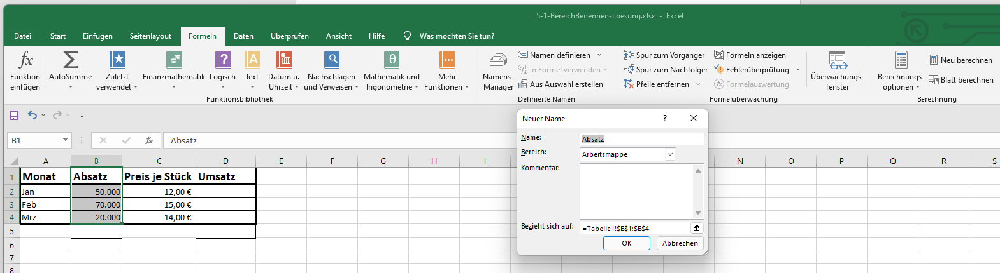 5-1-BereichBenennen-Loesung.xlsx - Excel
Datei Start Einfügen Seitenlayout Formeln Daten Überprüfen Ansicht Hilfe Was möchten Sie tun?
fx Funktion einfügen
AutoSumme
Zuletzt verwendet
Finanzmathematik
? Logisch
A Text
Datum u. Uhrzeit
Nachschlagen und Verweisen
θ Mathematik und Trigonometrie
... Mehr Funktionen
Funktionsbibliothek
Namens-
Manager
Namen definieren
In Formel verwenden
Aus Auswahl erstellen
Definierte Namen
Spur zum Vorgänger
Spur zum Nachfolger
Pfeile entfernen
Formeln anzeigen
Fehlerüberprüfung
Formelauswertung
Überwachungs-
fenster
Formelüberwachung
Berechnungs-
optionen
Neu berechnen
Blatt berechnen
Berechnung
B1 fx Absatz
A B C D E F G H I N O P Q R S
1 Monat Absatz Preis je Stück Umsatz
2 Jan 50.000 12,00 €
3 Feb 70.000 15,00 €
4 Mrz 20.000 14,00 €
5
6
7
8
Neuer Name ?
Name: Absatz
Bereich: Arbeitsmappe
Kommentar:
Bezieht sich auf: =Tabelle1!$B$1:$B$4
OK Abbrechen